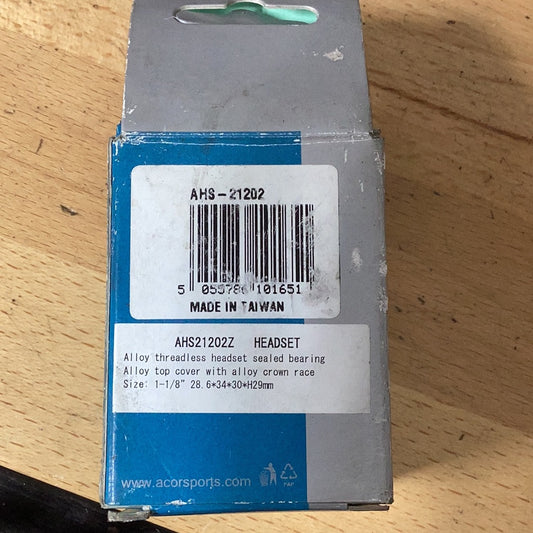 AHS-21202
5 055786 101651
MADE IN TAIWAN
AHS21202Z HEADSET
Alloy threadless headset sealed bearing
Alloy top cover with alloy crown race
Size: 1-1/8" 28.6*34*30*H29mm
www.acorsports.com
PAP